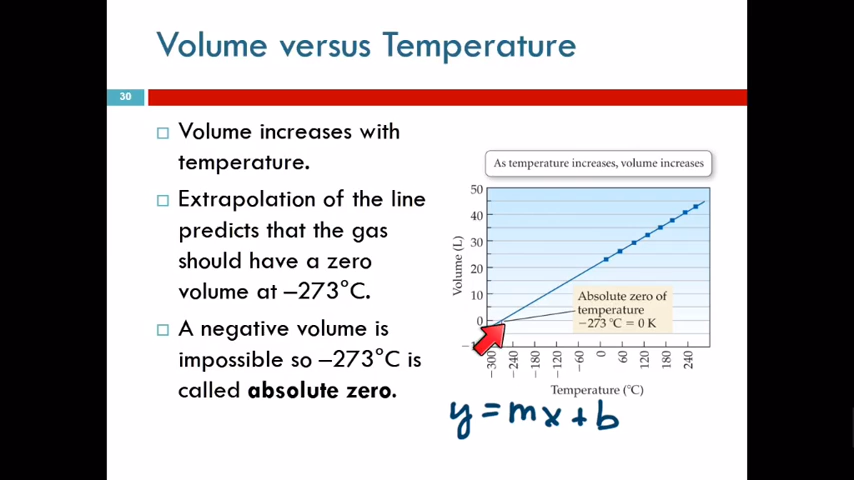 Volume versus Temperature
30
□ Volume increases with
temperature.
□ Extrapolation of the line
predicts that the gas
should have a zero
volume at –273°C.
□ A negative volume is
impossible so –273°C is
called absolute zero.
As temperature increases, volume increases
50
40
30
20
10
0
Volume (L)
Absolute zero of
temperature
−273 °C = 0 K
−300
−240
−180
−120
−60
0
60
120
180
240
Temperature (°C)
y = mx + b